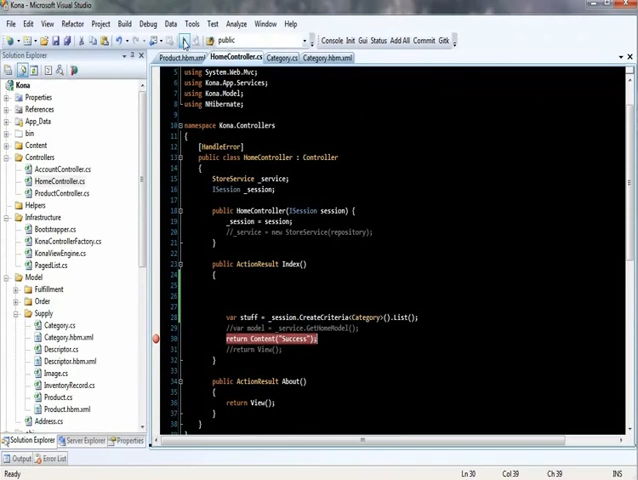 Kona - Microsoft Visual Studio
File Edit View Refactor Project Build Debug Data Tools Test Analyze Window Help
public Console Init Gui Status Add All Commit Gitk
Solution Explorer
Product.hbm.xml HomeController.cs Category.cs Category.hbm.xml
Kona
Properties
References
App_Data
bin
Content
Controllers
AccountController.cs
HomeController.cs
ProductController.cs
Helpers
Infrastructure
Bootstrapper.cs
KonaControllerFactory.cs
KonaViewEngine.cs
PagedList.cs
Model
Fulfillment
Order
Supply
Category.cs
Category.hbm.xml
Descriptor.cs
Descriptor.hbm.xml
Image.cs
InventoryRecord.cs
Product.cs
Product.hbm.xml
Address.cs
5 using System.Web.Mvc;
6 using Kona.App.Services;
7 using Kona.Model;
8 using NHibernate;
9
10 namespace Kona.Controllers
11 {
12 [HandleError]
13 public class HomeController : Controller
14 {
15 StoreService _service;
16 ISession _session;
17
18 public HomeController(ISession session) {
19 _session = session;
20 //_service = new StoreService(repository);
21 }
22
23 public ActionResult Index()
24 {
25
26
27
28 var stuff = _session.CreateCriteria<Category>().List();
29 //var model = _service.GetHomeModel();
30 return Content("Success");
31 //return View();
32 }
33
34 public ActionResult About()
35 {
36 return View();
37 }
38 }
Solution Explorer Server Explorer Properties
Output Error List
Ready Ln 30 Col 39 Ch 39 INS